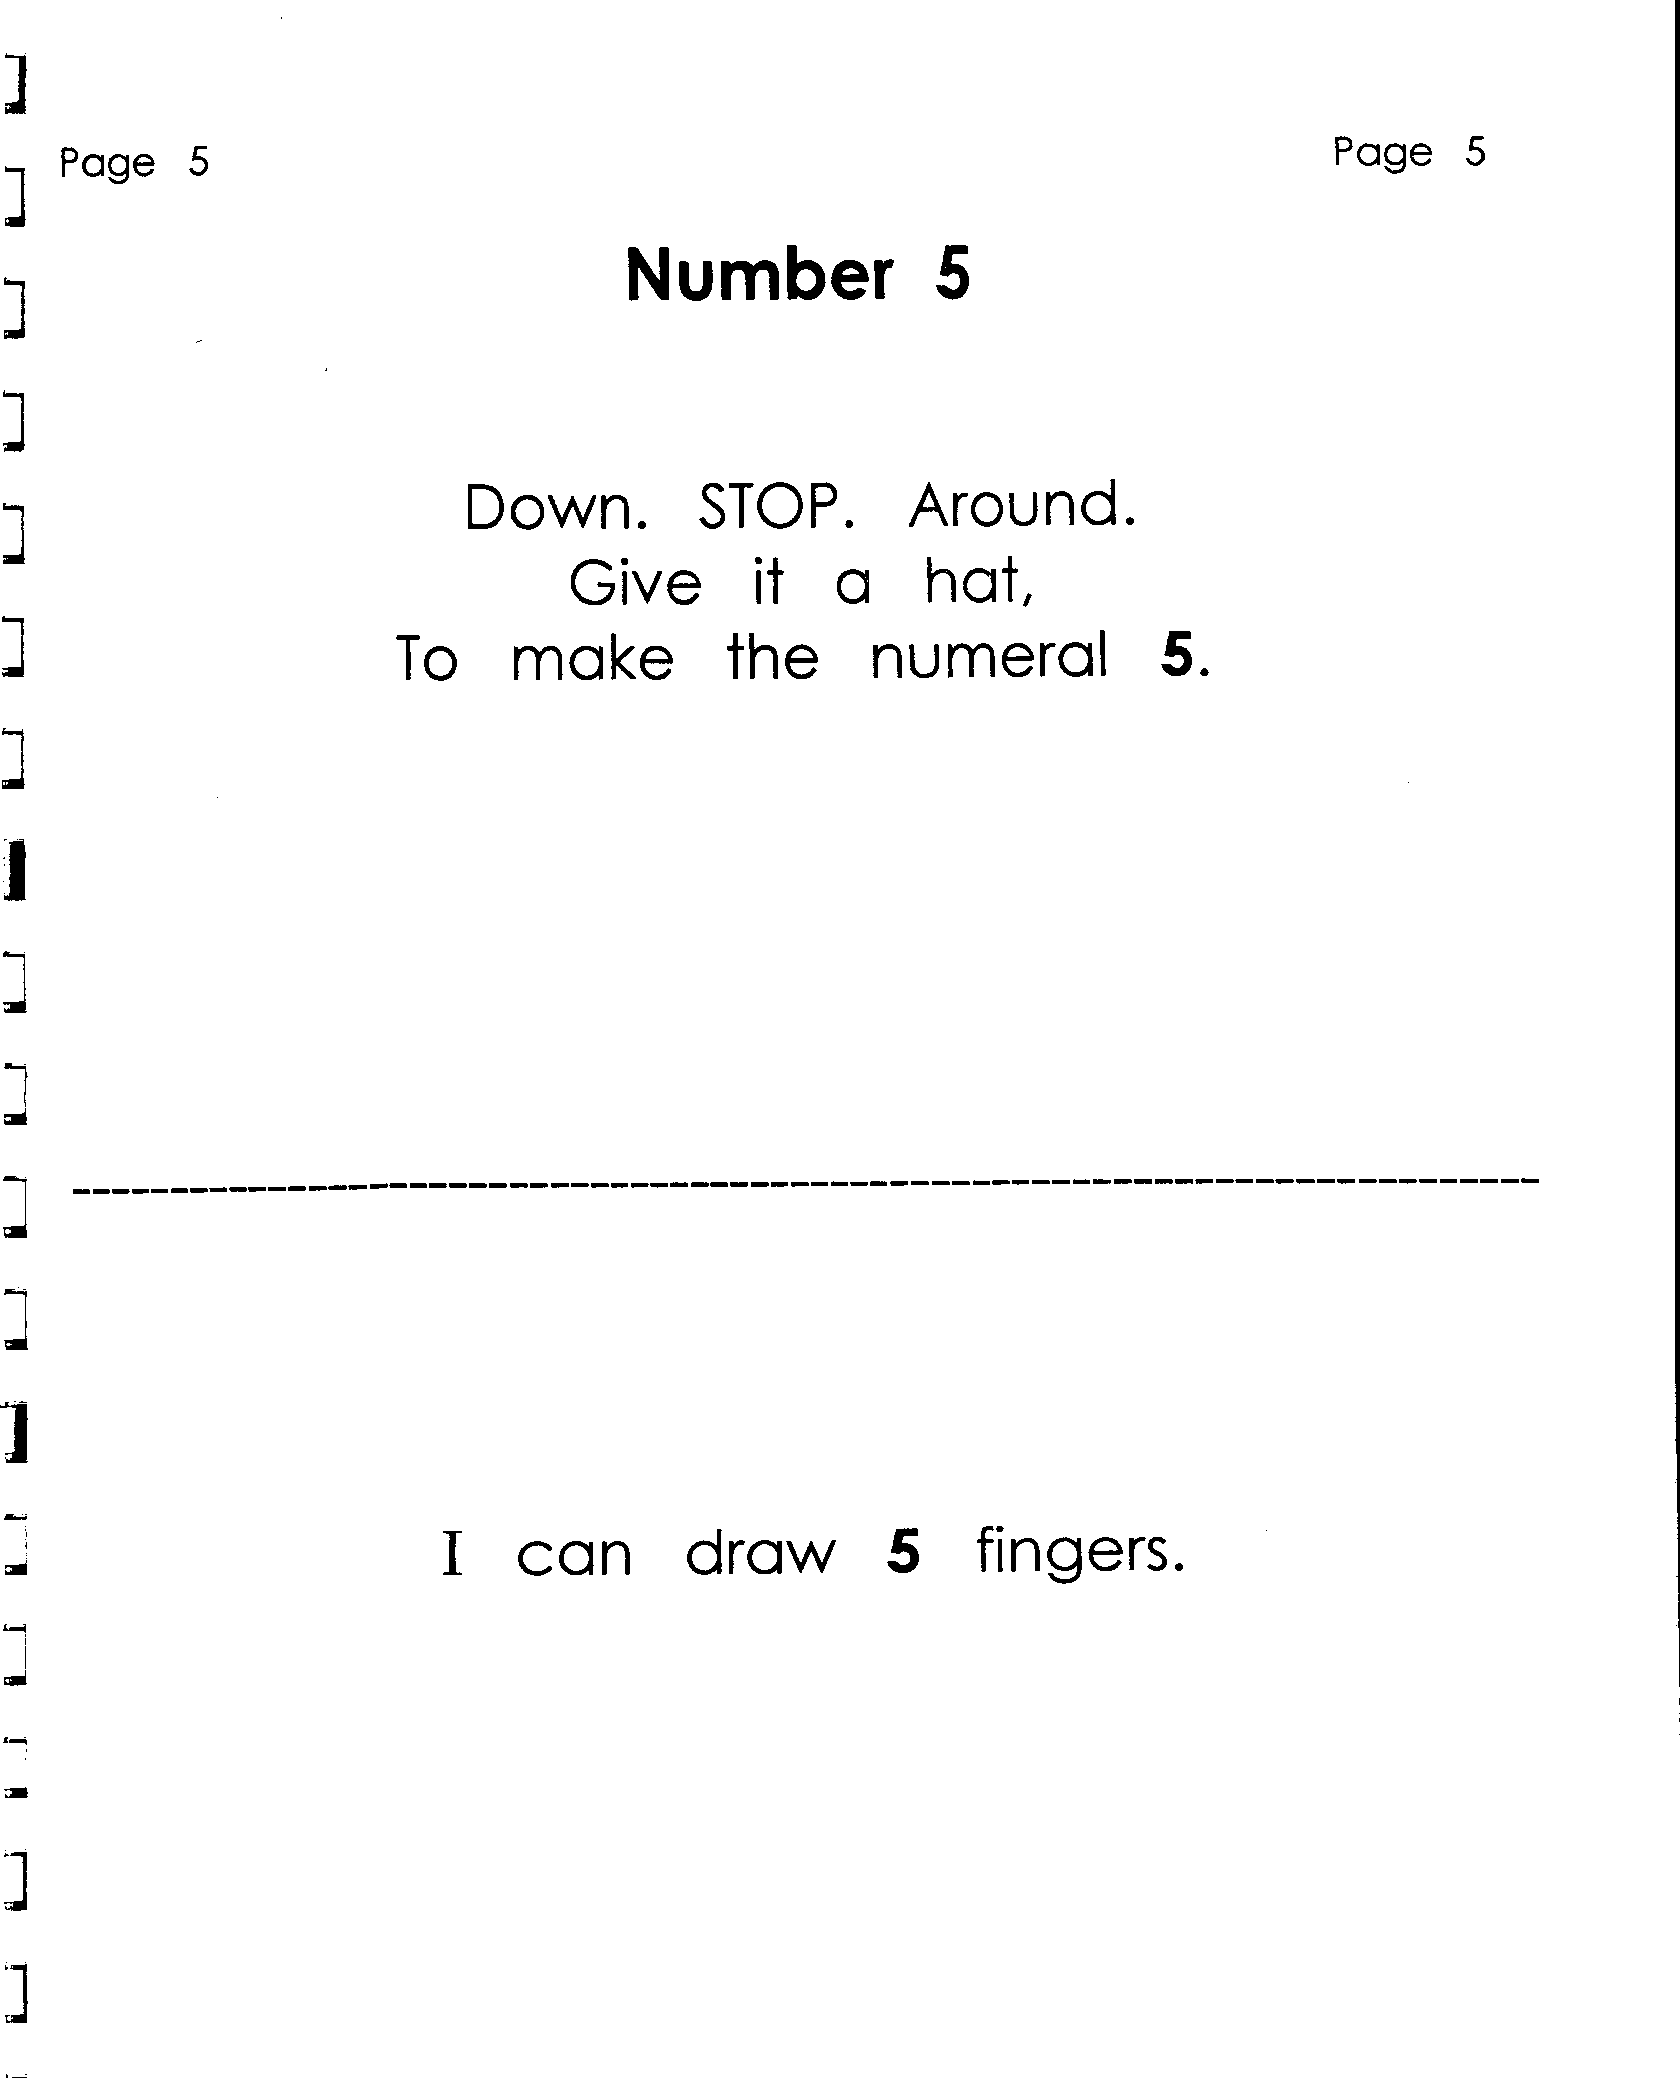 Page 5
Page 5
Number 5
Down. STOP. Around.
Give it a hat,
To make the numeral 5.
I can draw 5 fingers.